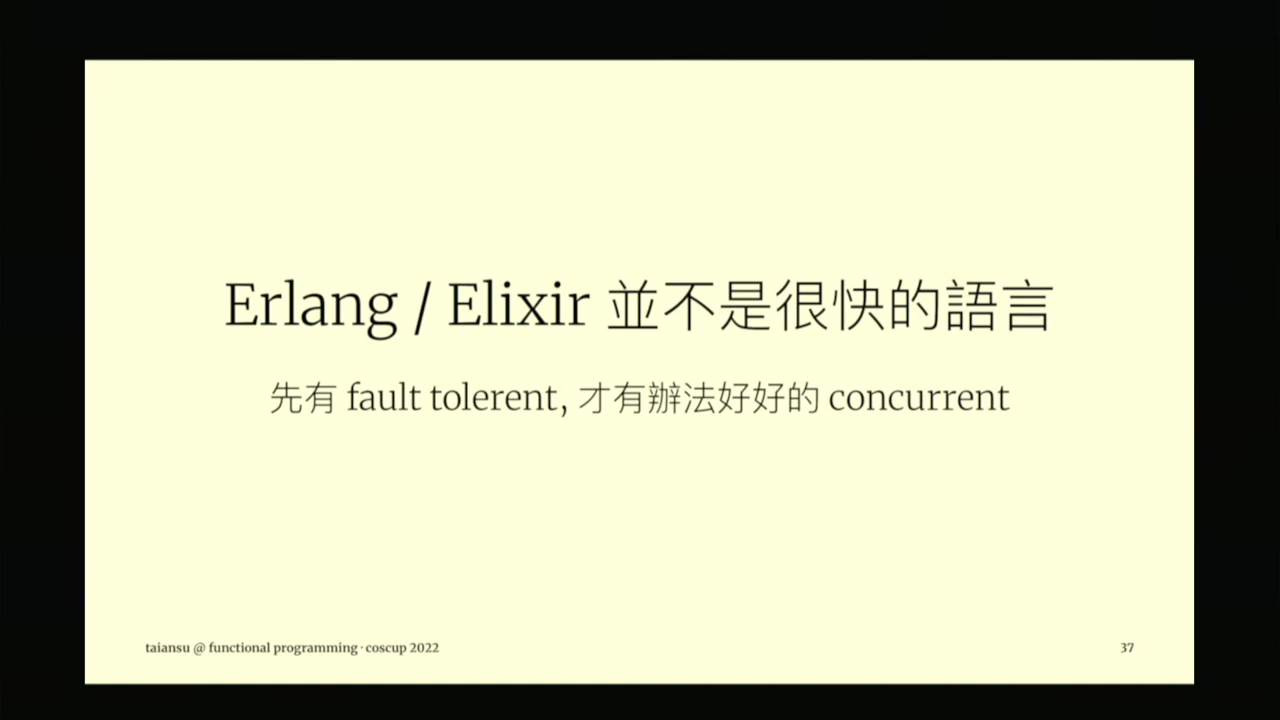 Erlang / Elixir 並不是很快的語言
先有 fault tolerent, 才有辦法好好的 concurrent
taiansu @ functional programming · coscup 2022
37